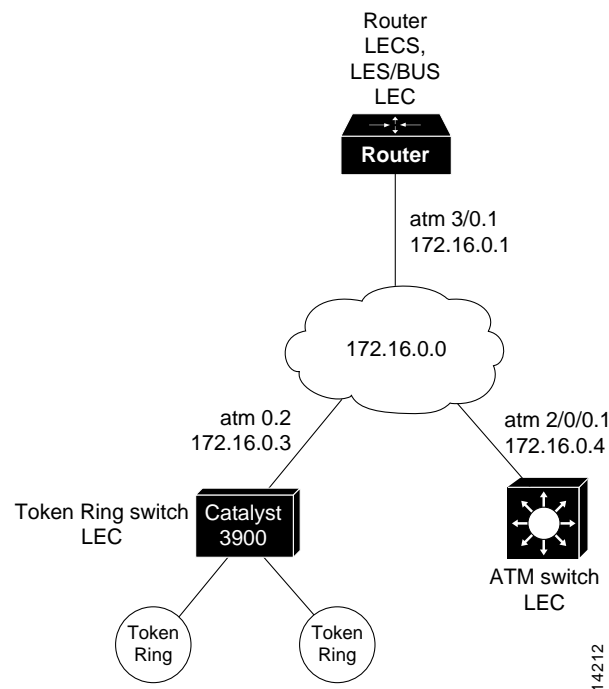 Router
LECS,
LES/BUS
LEC
Router
atm 3/0.1
172.16.0.1
172.16.0.0
atm 0.2
172.16.0.3
atm 2/0/0.1
172.16.0.4
Token Ring switch
LEC
Catalyst
3900
ATM switch
LEC
Token
Ring
Token
Ring
14212